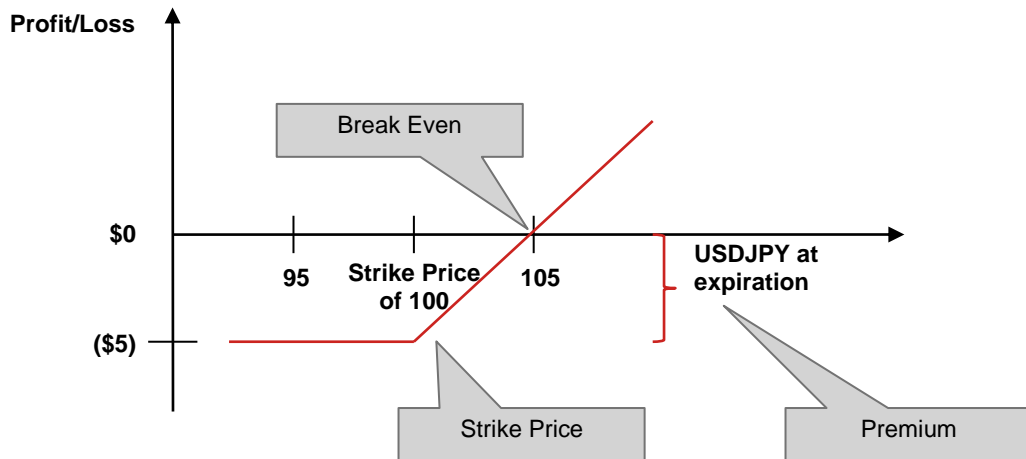 Profit/Loss
Break Even
$0
95
Strike Price
of 100
105
USDJPY at
expiration
($5)
Strike Price
Premium